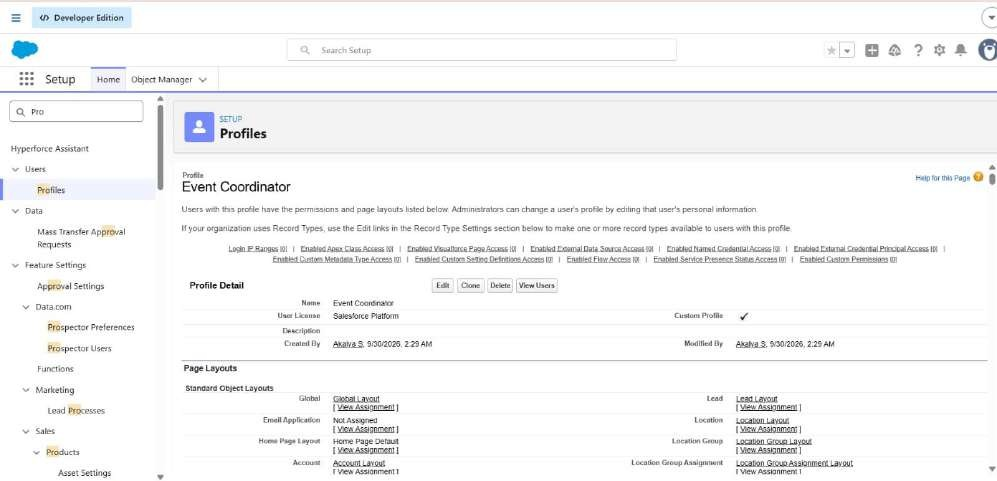 Developer Edition
Search Setup
Setup
Home
Object Manager
Pro
Hyperforce Assistant
Users
Profiles
Data
Mass Transfer Approval
Requests
Feature Settings
Approval Settings
Data.com
Prospector Preferences
Prospector Users
Functions
Marketing
Lead Processes
Sales
Products
Asset Settings
SETUP
Profiles
Profile
Event Coordinator
Help for this Page
Users with this profile have the permissions and page layouts listed below. Administrators can change a user's profile by editing that user's personal information.
If your organization uses Record Types, use the Edit links in the Record Type Settings section below to make one or more record types available to users with this profile.
Login IP Ranges [0] | Enabled Apex Class Access [0] | Enabled Visualforce Page Access [0] | Enabled External Data Source Access [0] | Enabled Named Credential Access [0] | Enabled External Credential Principal Access [0] |
Enabled Custom Metadata Type Access [0] | Enabled Custom Setting Definitions Access [0] | Enabled Flow Access [0] | Enabled Service Presence Status Access [0] | Enabled Custom Permissions [0]
Profile Detail Edit Clone Delete View Users
Name Event Coordinator
User License Salesforce Platform Custom Profile ✓
Description
Created By Akalya S, 9/30/2026, 2:29 AM Modified By Akalya S, 9/30/2026, 2:29 AM
Page Layouts
Standard Object Layouts
Global Global Layout Lead Lead Layout
[ View Assignment ] [ View Assignment ]
Email Application Not Assigned Location Location Layout
[ View Assignment ] [ View Assignment ]
Home Page Layout Home Page Default Location Group Location Group Layout
[ View Assignment ] [ View Assignment ]
Account Account Layout Location Group Assignment Location Group Assignment Layout
[ View Assignment ] [ View Assignment ]